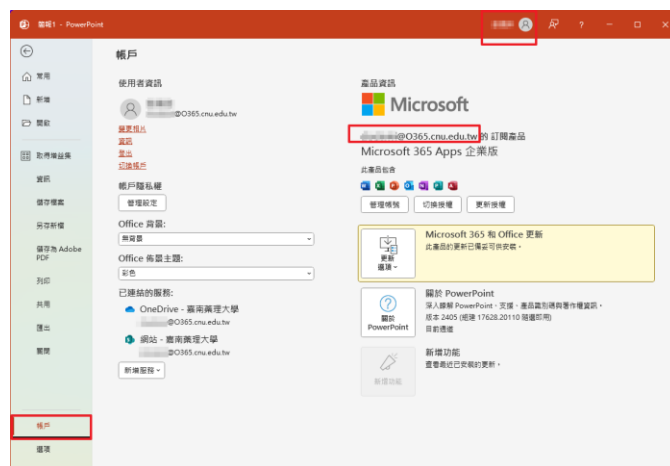 簡報1 - PowerPoint
?
帳戶
常用
新增
開啟
取得增益集
資訊
儲存檔案
另存新檔
儲存為 Adobe
PDF
列印
共用
匯出
關閉
帳戶
選項
使用者資訊
@O365.cnu.edu.tw
變更相片
資訊
登出
切換帳戶
帳戶隱私權
管理設定
Office 背景:
無背景
Office 佈景主題:
彩色
已連結的服務:
OneDrive - 嘉南藥理大學
@O365.cnu.edu.tw
網站 - 嘉南藥理大學
@O365.cnu.edu.tw
新增服務
產品資訊
Microsoft
@O365.cnu.edu.tw 的 訂閱產品
Microsoft 365 Apps 企業版
此產品包含
管理帳號
切換授權
更新授權
更新
選項
Microsoft 365 和 Office 更新
此產品的更新已備妥可供安裝。
關於
PowerPoint
關於 PowerPoint
深入瞭解 PowerPoint、支援、產品識別碼與著作權資訊。
版本 2405 (組建 17628.20110 隨選即用)
目前通道
新增功能
新增功能
查看最近已安裝的更新。